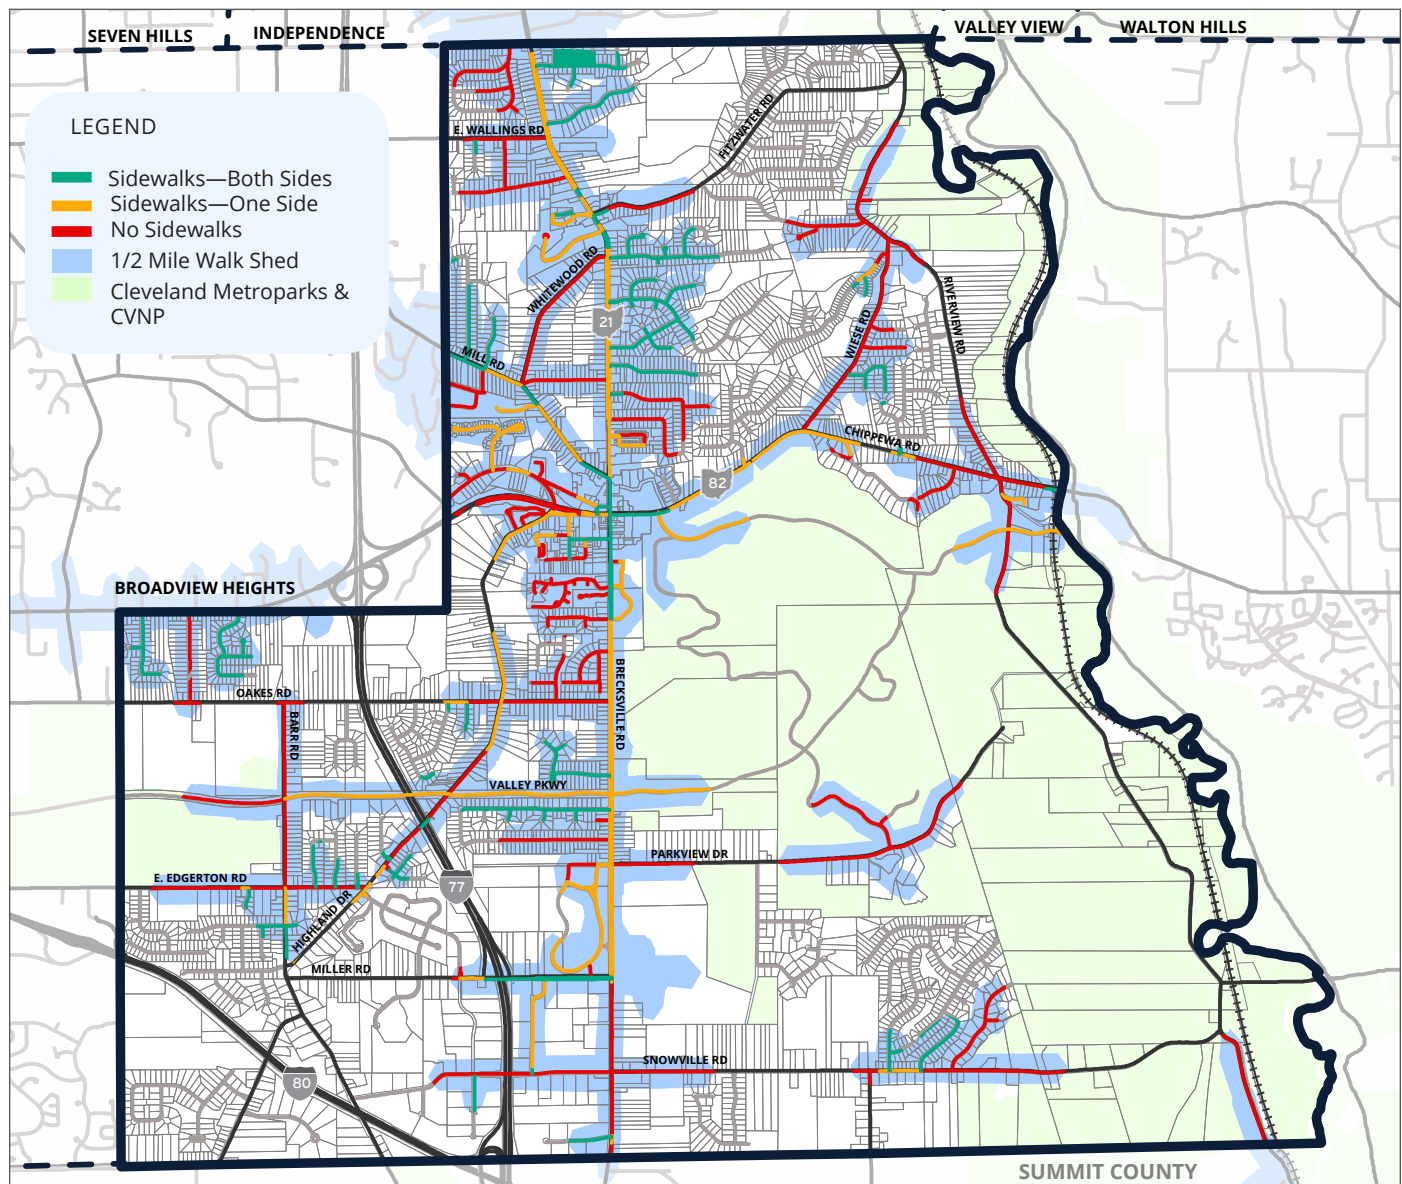 SEVEN HILLS
INDEPENDENCE
VALLEY VIEW
WALTON HILLS
LEGEND
Sidewalks—Both Sides
Sidewalks—One Side
No Sidewalks
1/2 Mile Walk Shed
Cleveland Metroparks &
CVNP
E. WALLINGS RD
FITZWATER RD
WHITEWOOD RD
21
RIVERVIEW RD
WIESE RD
MILL RD
CHIPPEWA RD
82
BROADVIEW HEIGHTS
OAKES RD
BARR RD
BRECKSVILLE RD
VALLEY PKWY
PARKVIEW DR
E. EDGERTON RD
77
HIGHLAND DR
MILLER RD
SNOWVILLE RD
80
SUMMIT COUNTY